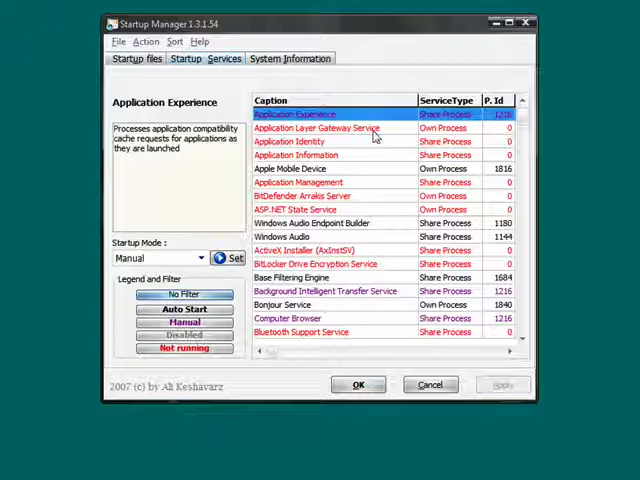 Startup Manager 1.3.1.54
File Action Sort Help
Startup files Startup Services System Information
Application Experience
Processes application compatibility
cache requests for applications as
they are launched
Startup Mode :
Manual Set
Legend and Filter
No Filter
Auto Start
Manual
Disabled
Not running
Caption ServiceType P. Id
Application Experience Share Process 1216
Application Layer Gateway Service Own Process 0
Application Identity Share Process 0
Application Information Share Process 0
Apple Mobile Device Own Process 1816
Application Management Share Process 0
BitDefender Arrakis Server Own Process 0
ASP.NET State Service Own Process 0
Windows Audio Endpoint Builder Share Process 1180
Windows Audio Share Process 1144
ActiveX Installer (AxInstSV) Share Process 0
BitLocker Drive Encryption Service Share Process 0
Base Filtering Engine Share Process 1684
Background Intelligent Transfer Service Share Process 1216
Bonjour Service Own Process 1840
Computer Browser Share Process 1216
Bluetooth Support Service Share Process 0
2007 (c) by Ali Keshavarz
OK Cancel Apply